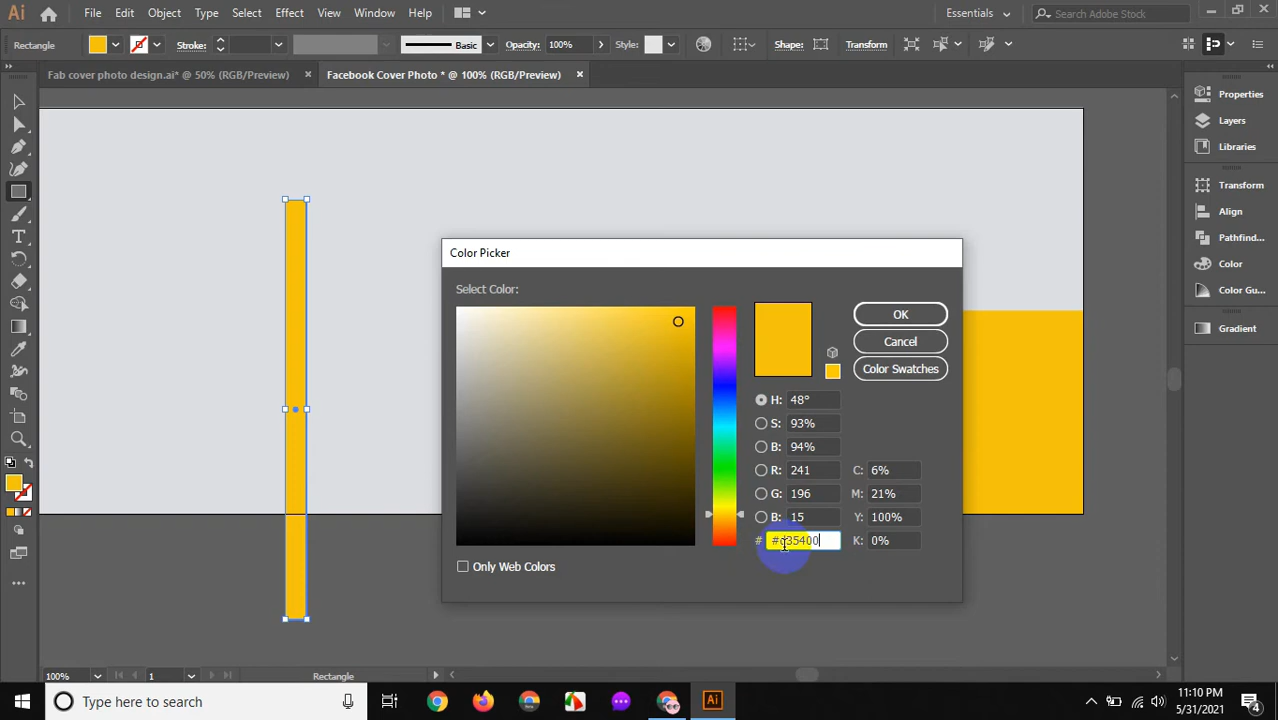 Ai File Edit Object Type Select Effect View Window Help Essentials Search Adobe Stock
Rectangle Stroke: Basic Opacity: 100% Style: Shape: Transform
Fab cover photo design.ai* @ 50% (RGB/Preview) × Facebook Cover Photo * @ 100% (RGB/Preview) ×
Properties
Layers
Libraries
Transform
Align
Pathfind...
Color
Color Gu...
Gradient
Color Picker
Select Color:
OK
Cancel
Color Swatches
H: 48°
S: 93%
B: 94%
R: 241 C: 6%
G: 196 M: 21%
B: 15 Y: 100%
# #d35400 K: 0%
Only Web Colors
100% 1 Rectangle
Type here to search
Ai
11:10 PM
5/31/2021
4